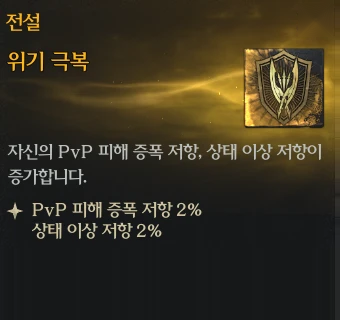 전설
위기 극복
자신의 PvP 피해 증폭 저항, 상태 이상 저항이
증가합니다.
PvP 피해 증폭 저항 2%
상태 이상 저항 2%